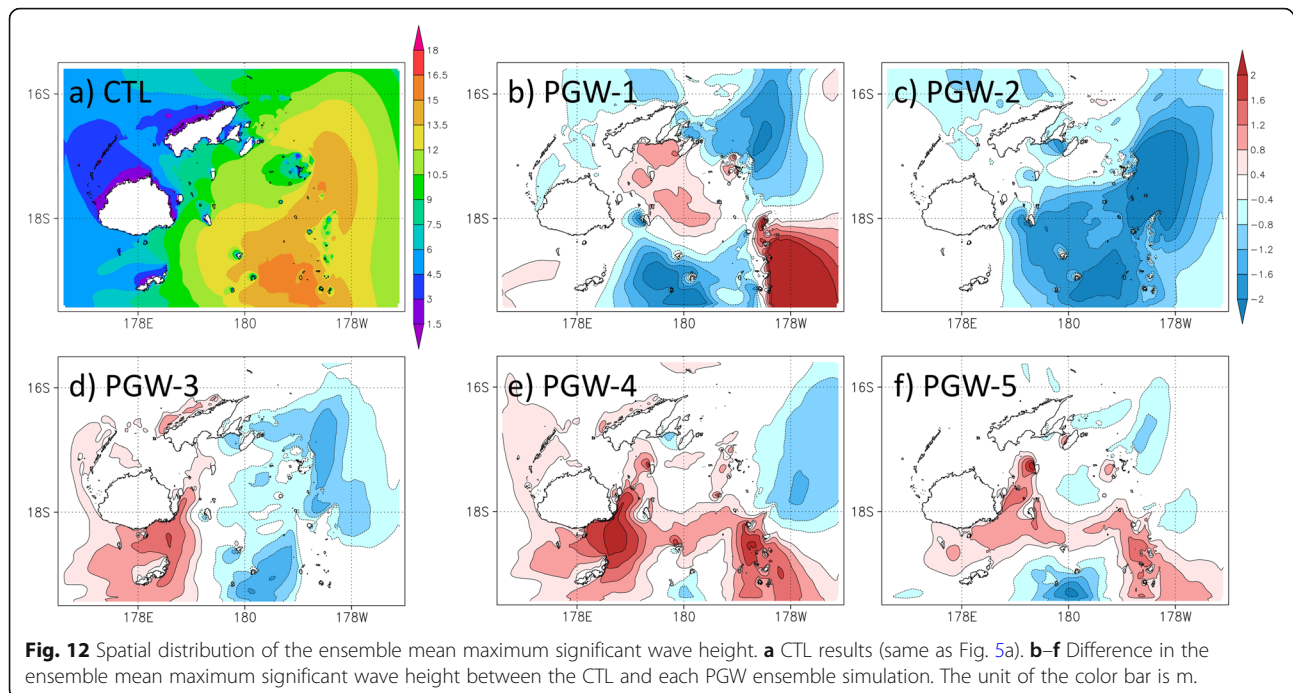 a) CTL
b) PGW-1
c) PGW-2
16S
18S
178E
180
178W
18
16.5
15
13.5
12
10.5
9
7.5
6
4.5
3
1.5
16S
18S
178E
180
178W
16S
18S
178E
180
178W
2
1.6
1.2
0.8
0.4
−0.4
−0.8
−1.2
−1.6
−2
d) PGW-3
e) PGW-4
f) PGW-5
16S
18S
178E
180
178W
16S
18S
178E
180
178W
16S
18S
178E
180
178W
Fig. 12 Spatial distribution of the ensemble mean maximum significant wave height. a CTL results (same as Fig. 5a). b–f Difference in the
ensemble mean maximum significant wave height between the CTL and each PGW ensemble simulation. The unit of the color bar is m.